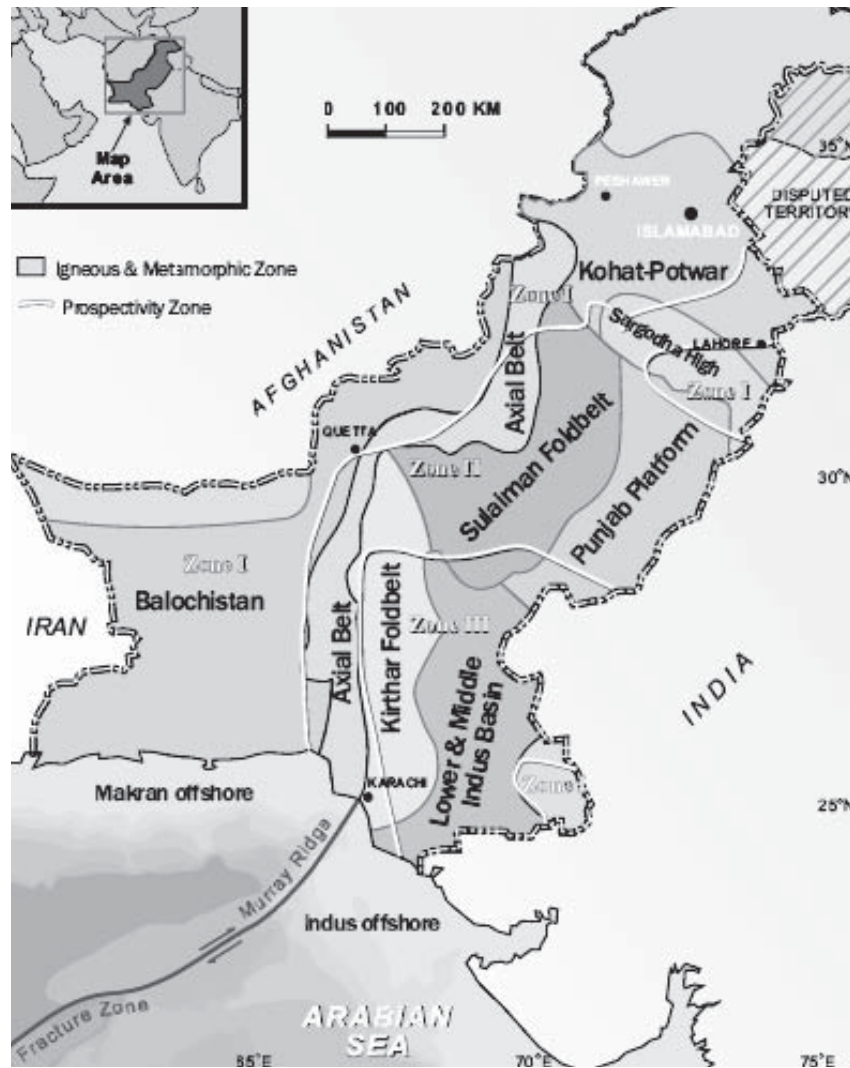 Map
Area
0 100 200 KM
35°N
DISPUTED
TERRITORY
PESHAWER
ISLAMABAD
Igneous & Metamorphic Zone
Prospectivity Zone
Kohat-Potwar
Zone I
AFGHANISTAN
Sargodha High
LAHORE
Zone I
Axial Belt
QUETTA
Zone II
Sulaiman Foldbelt
Punjab Platform
30°N
Zone I
Balochistan
IRAN
Axial Belt
Kirthar Foldbelt
Zone III
Lower & Middle
Indus Basin
INDIA
Zone
KARACHI
Makran offshore
25°N
Murray Ridge
Indus offshore
Fracture Zone
ARABIAN
SEA
65°E
70°E
75°E